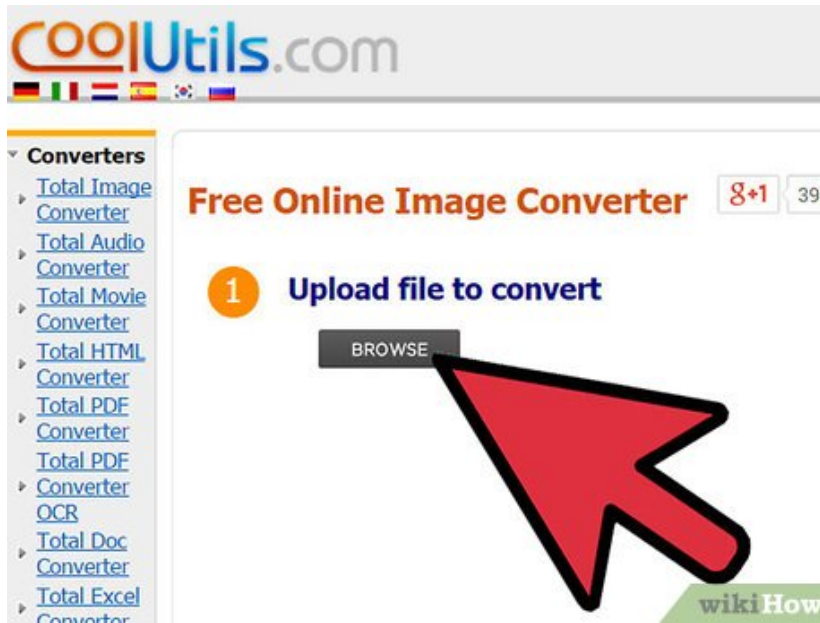 CoolUtils.com
Converters
Total Image
Converter
Total Audio
Converter
Total Movie
Converter
Total HTML
Converter
Total PDF
Converter
Total PDF
Converter
OCR
Total Doc
Converter
Total Excel
Converter
Free Online Image Converter
g+1
39
1
Upload file to convert
BROWSE
wikiHow